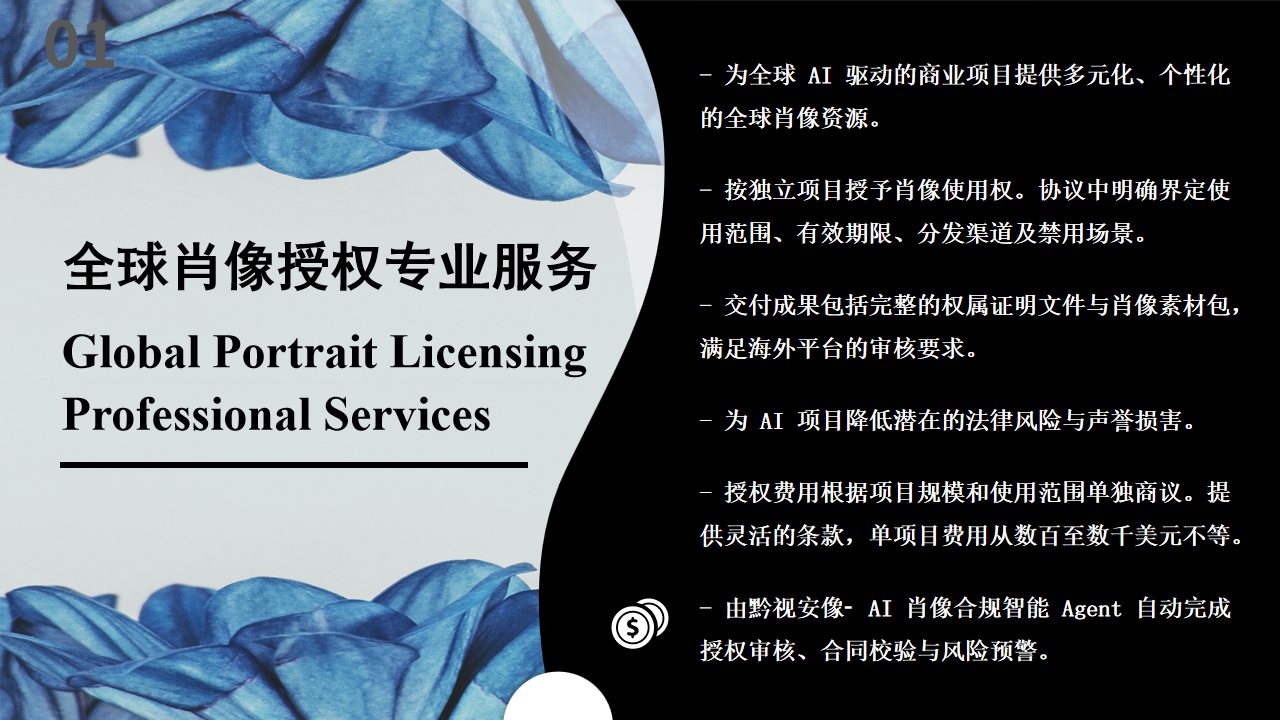 01
全球肖像授权专业服务
Global Portrait Licensing
Professional Services
– 为全球 AI 驱动的商业项目提供多元化、个性化
的全球肖像资源。
– 按独立项目授予肖像使用权。协议中明确界定使
用范围、有效期限、分发渠道及禁用场景。
– 交付成果包括完整的权属证明文件与肖像素材包，
满足海外平台的审核要求。
– 为 AI 项目降低潜在的法律风险与声誉损害。
– 授权费用根据项目规模和使用范围单独商议。提
供灵活的条款，单项目费用从数百至数千美元不等。
– 由黔视安像- AI 肖像合规智能 Agent 自动完成
授权审核、合同校验与风险预警。
$